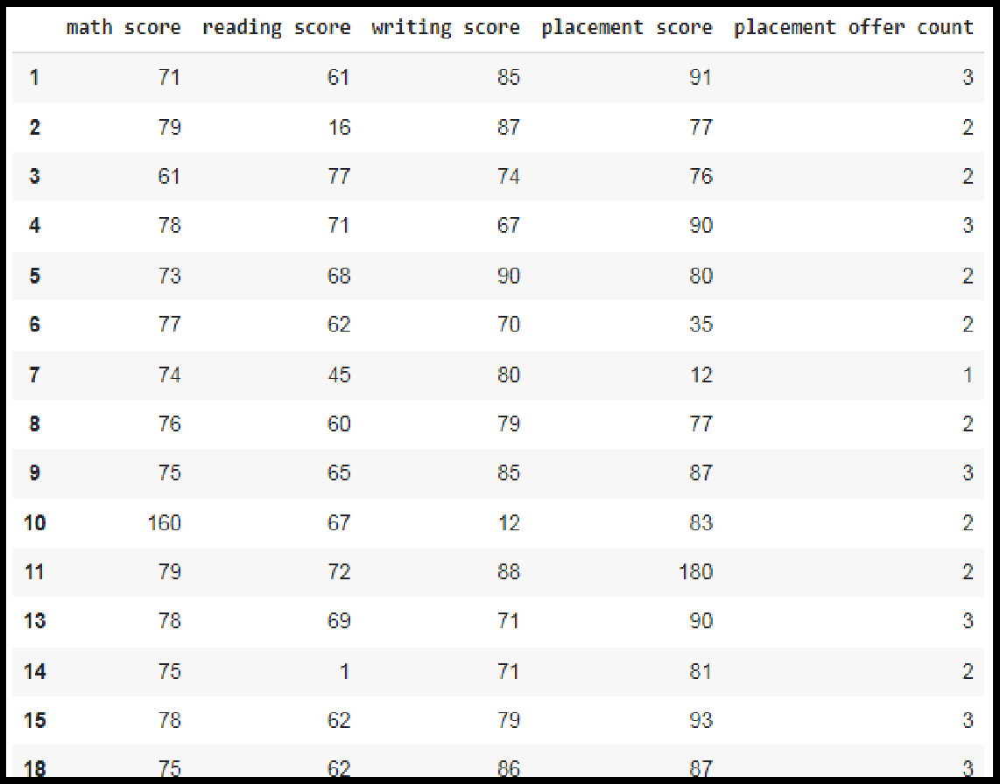 math score reading score writing score placement score placement offer count
1 71 61 85 91 3
2 79 16 87 77 2
3 61 77 74 76 2
4 78 71 67 90 3
5 73 68 90 80 2
6 77 62 70 35 2
7 74 45 80 12 1
8 76 60 79 77 2
9 75 65 85 87 3
10 160 67 12 83 2
11 79 72 88 180 2
13 78 69 71 90 3
14 75 1 71 81 2
15 78 62 79 93 3
18 75 62 86 87 3